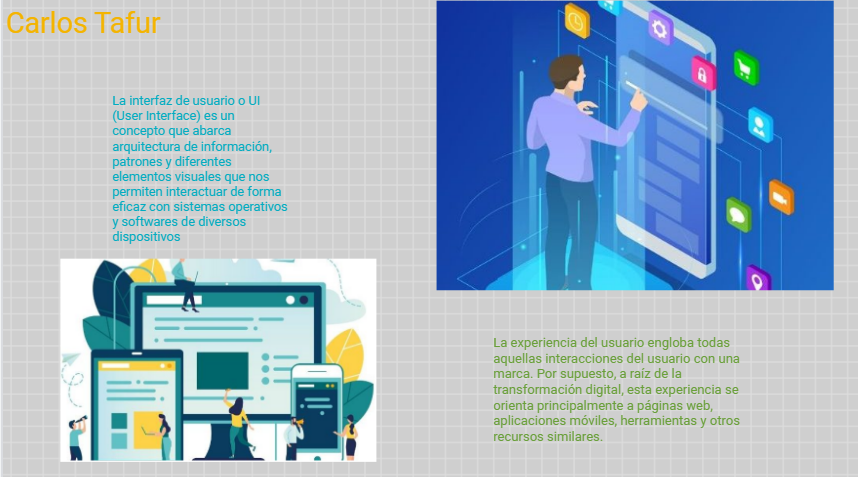 Carlos Tafur
La interfaz de usuario o UI
(User Interface) es un
concepto que abarca
arquitectura de información,
patrones y diferentes
elementos visuales que nos
permiten interactuar de forma
eficaz con sistemas operativos
y softwares de diversos
dispositivos
La experiencia del usuario engloba todas
aquellas interacciones del usuario con una
marca. Por supuesto, a raíz de la
transformación digital, esta experiencia se
orienta principalmente a páginas web,
aplicaciones móviles, herramientas y otros
recursos similares.